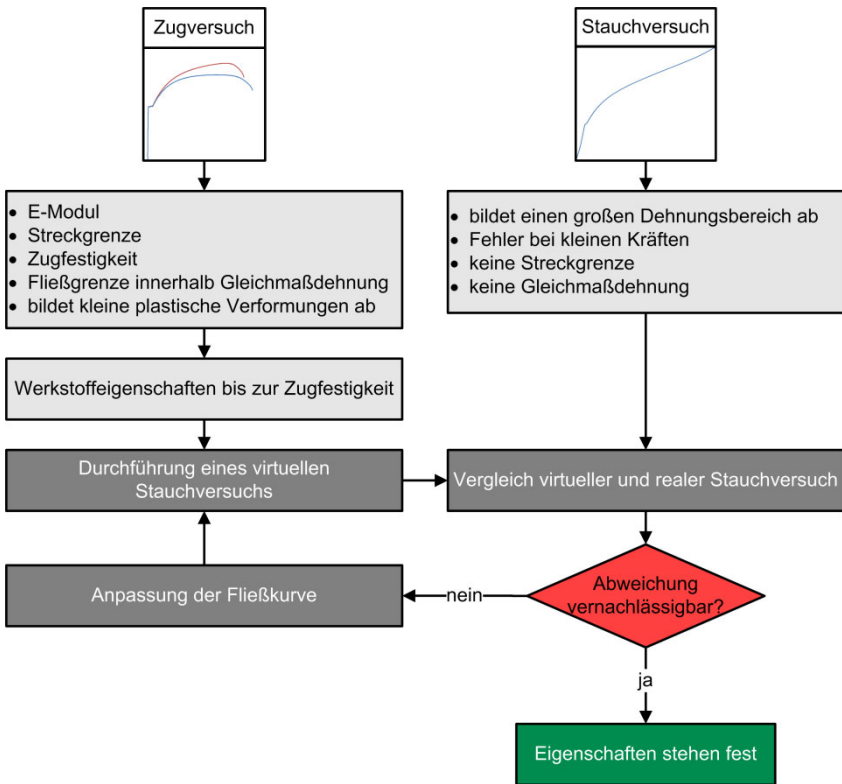 Zugversuch
Stauchversuch
• E-Modul
• Streckgrenze
• Zugfestigkeit
• Fließgrenze innerhalb Gleichmaßdehnung
• bildet kleine plastische Verformungen ab
• bildet einen großen Dehnungsbereich ab
• Fehler bei kleinen Kräften
• keine Streckgrenze
• keine Gleichmaßdehnung
Werkstoffeigenschaften bis zur Zugfestigkeit
Durchführung eines virtuellen
Stauchversuchs
Vergleich virtueller und realer Stauchversuch
Anpassung der Fließkurve
nein
Abweichung
vernachlässigbar?
ja
Eigenschaften stehen fest